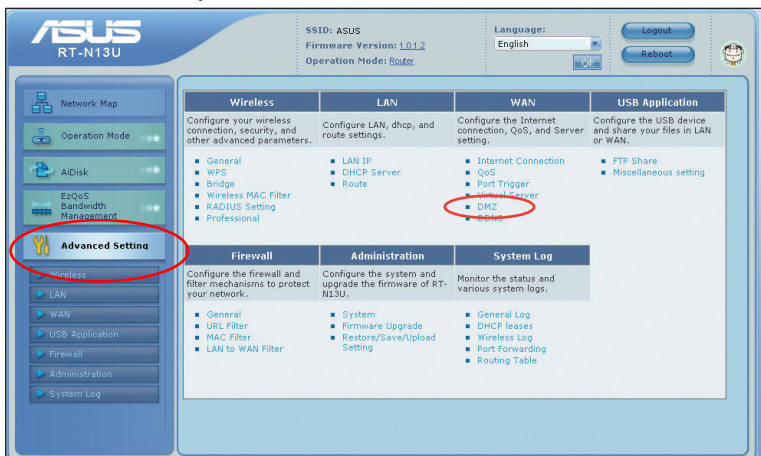 ASUS
RT-N13U
SSID: ASUS
Firmware Version: 1.0.1.2
Operation Mode: Router
Language:
English
Ok
Logout
Reboot
Network Map
Operation Mode
AiDisk
EzQoS
Bandwidth
Management
Advanced Setting
Wireless
LAN
WAN
USB Application
Firewall
Administration
System Log
Wireless
Configure your wireless
connection, security, and
other advanced parameters.
General
WPS
Bridge
Wireless MAC Filter
RADIUS Setting
Professional
LAN
Configure LAN, dhcp, and
route settings.
LAN IP
DHCP Server
Route
WAN
Configure the Internet
connection, QoS, and Server
setting.
Internet Connection
QoS
Port Trigger
Virtual Server
DMZ
DDNS
USB Application
Configure the USB device
and share your files in LAN
or WAN.
FTP Share
Miscellaneous setting
Firewall
Configure the firewall and
filter mechanisms to protect
your network.
General
URL Filter
MAC Filter
LAN to WAN Filter
Administration
Configure the system and
upgrade the firmware of RT-
N13U.
System
Firmware Upgrade
Restore/Save/Upload
Setting
System Log
Monitor the status and
various system logs.
General Log
DHCP leases
Wireless Log
Port Forwarding
Routing Table